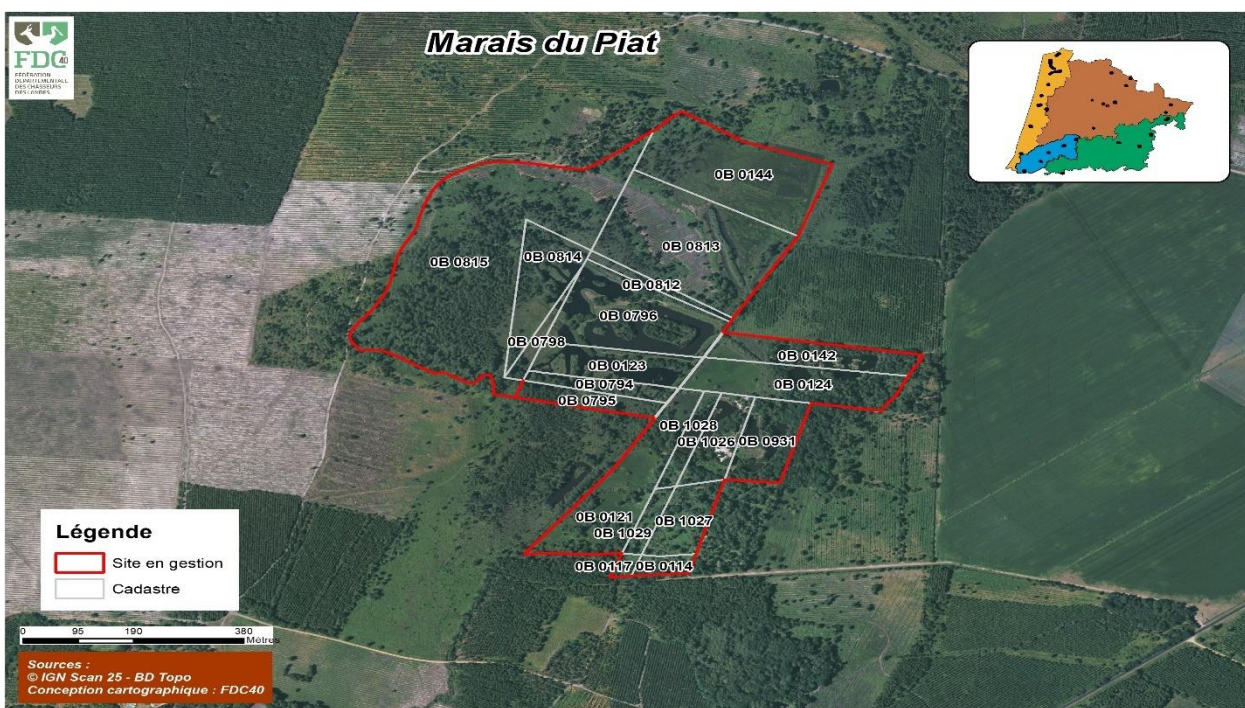 Marais du Piat
FDC
40
FÉDÉRATION
DÉPARTEMENTALE
DES CHASSEURS
DES LANDES
0B 0144
0B 0813
0B 0815
0B 0814
0B 0812
0B 0796
0B 0798
0B 0142
0B 0123
0B 0124
0B 0794
0B 0795
0B 1028
0B 1026
0B 0931
0B 0121
0B 1027
0B 1029
0B 0117
0B 0114
Légende
Site en gestion
Cadastre
0 95 190 380
Mètres
Sources :
© IGN Scan 25 - BD Topo
Conception cartographique : FDC40